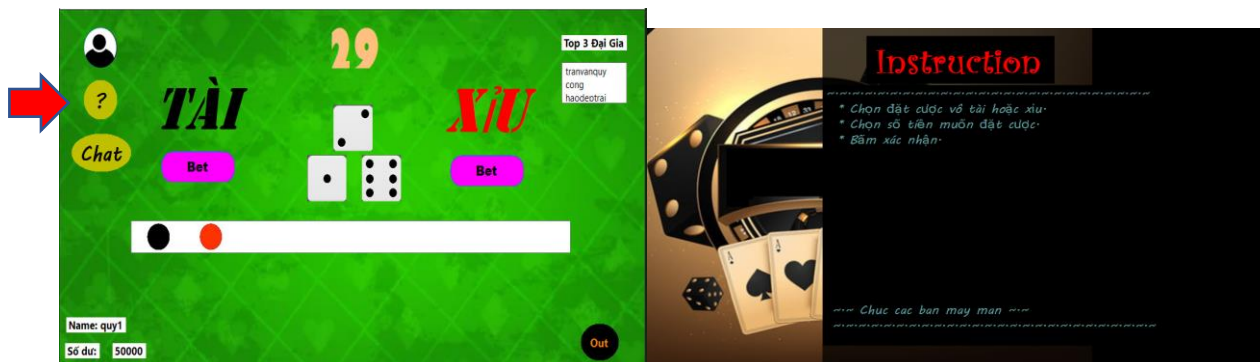 29
Top 3 Đại Gia
tranvanquy
cong
haodeptrai
?
TÀI
XỈU
Chat
Bet
Bet
Name: quy1
Số dư: 50000
Out
Instruction
* Chọn đặt cược vồ tài hoặc xỉu.
* Chọn số tiền muốn đặt cược.
* Bấm xác nhận.
~~ Chuc cac ban may man ~~